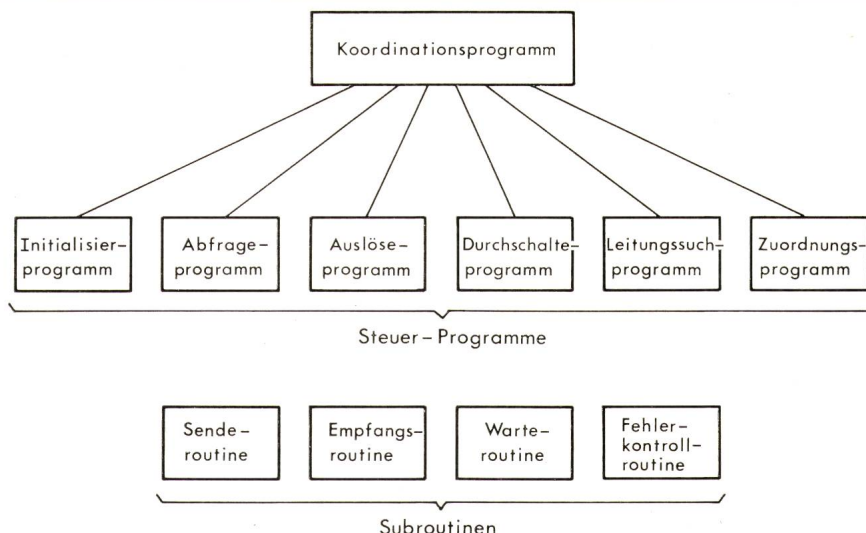 Koordinationsprogramm
Initialisier-
programm
Abfrage-
programm
Auslöse-
programm
Durchschalte-
programm
Leitungssuch-
programm
Zuordnungs-
programm
Steuer-Programme
Sende-
routine
Empfangs-
routine
Warte-
routine
Fehler-
kontroll-
routine
Subroutinen